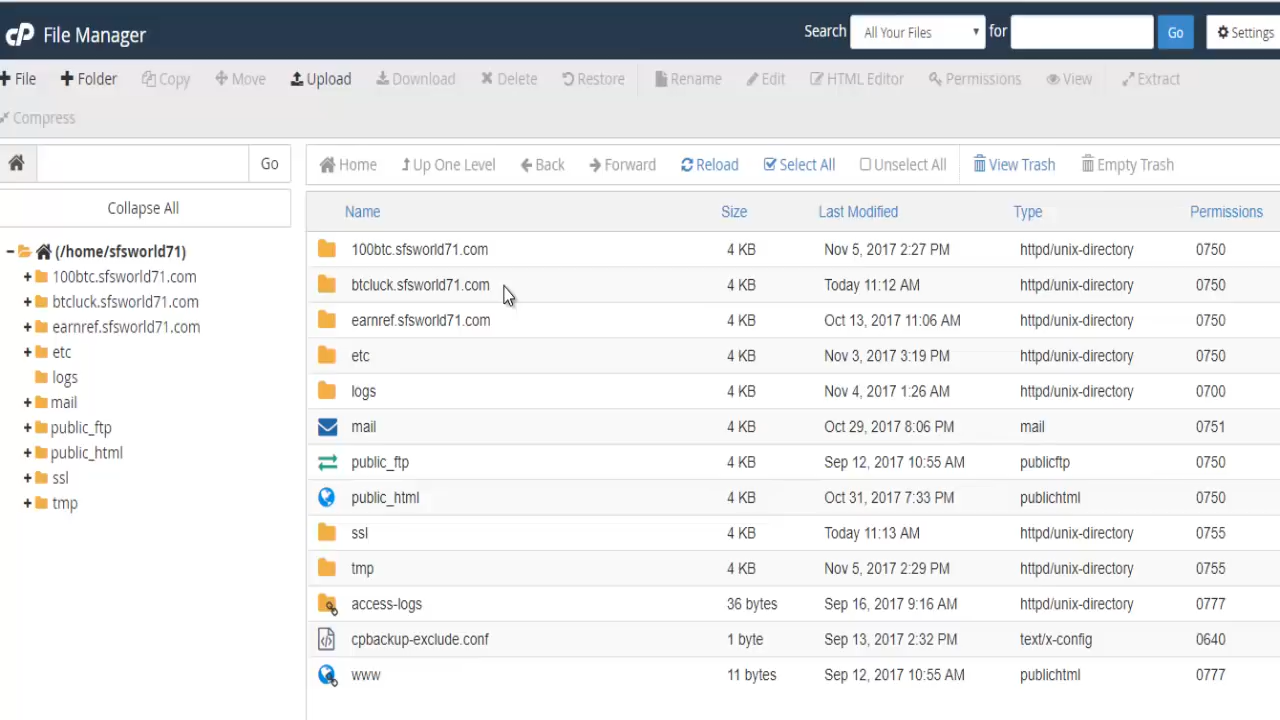 cP File Manager Search All Your Files for Go Settings
File Folder Copy Move Upload Download Delete Restore Rename Edit HTML Editor Permissions View Extract
Compress
Go Home Up One Level Back Forward Reload Select All Unselect All View Trash Empty Trash
Collapse All
(/home/sfsworld71)
100btc.sfsworld71.com
btcluck.sfsworld71.com
earnref.sfsworld71.com
etc
logs
mail
public_ftp
public_html
ssl
tmp
Name Size Last Modified Type Permissions
100btc.sfsworld71.com 4 KB Nov 5, 2017 2:27 PM httpd/unix-directory 0750
btcluck.sfsworld71.com 4 KB Today 11:12 AM httpd/unix-directory 0750
earnref.sfsworld71.com 4 KB Oct 13, 2017 11:06 AM httpd/unix-directory 0750
etc 4 KB Nov 3, 2017 3:19 PM httpd/unix-directory 0750
logs 4 KB Nov 4, 2017 1:26 AM httpd/unix-directory 0700
mail 4 KB Oct 29, 2017 8:06 PM mail 0751
public_ftp 4 KB Sep 12, 2017 10:55 AM publicftp 0750
public_html 4 KB Oct 31, 2017 7:33 PM publichtml 0750
ssl 4 KB Today 11:13 AM httpd/unix-directory 0755
tmp 4 KB Nov 5, 2017 2:29 PM httpd/unix-directory 0755
access-logs 36 bytes Sep 16, 2017 9:16 AM httpd/unix-directory 0777
cpbackup-exclude.conf 1 byte Sep 13, 2017 2:32 PM text/x-config 0640
www 11 bytes Sep 12, 2017 10:55 AM publichtml 0777